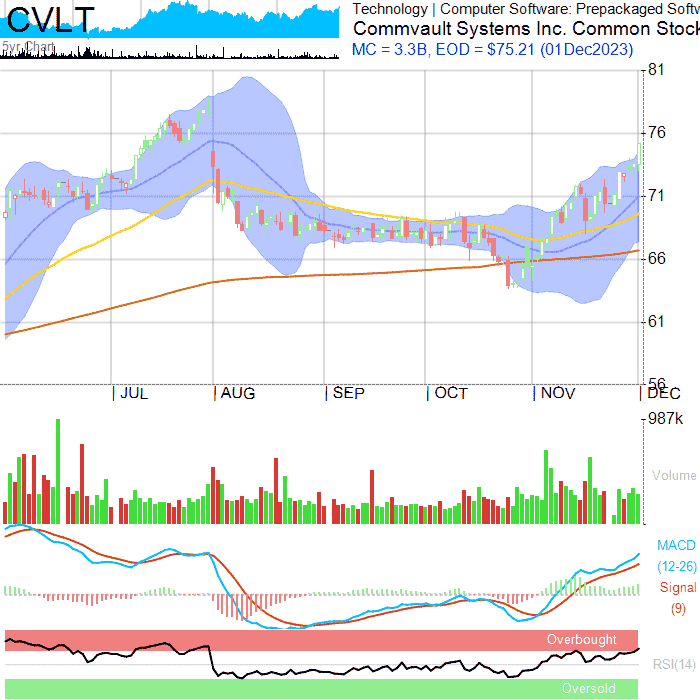 CVLT
5yr Chart
Technology | Computer Software: Prepackaged Softw
Commvault Systems Inc. Common Stock
MC = 3.3B, EOD = $75.21 (01Dec2023)
81
76
71
66
61
56
JUL
AUG
SEP
OCT
NOV
DEC
987k
Volume
MACD
(12-26)
Signal
(9)
Overbought
RSI(14)
Oversold